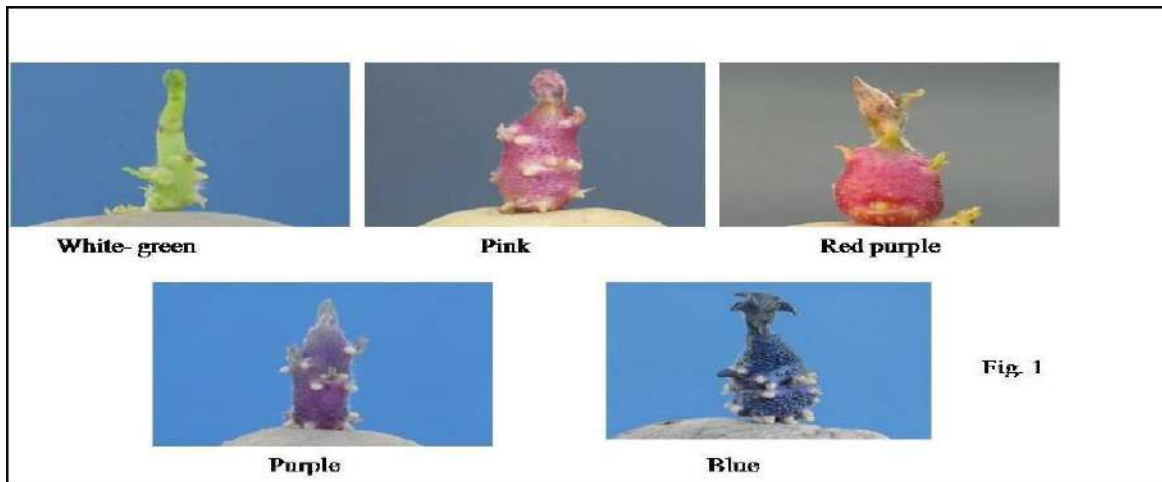 White- green
Pink
Red purple
Fig. 1
Purple
Blue